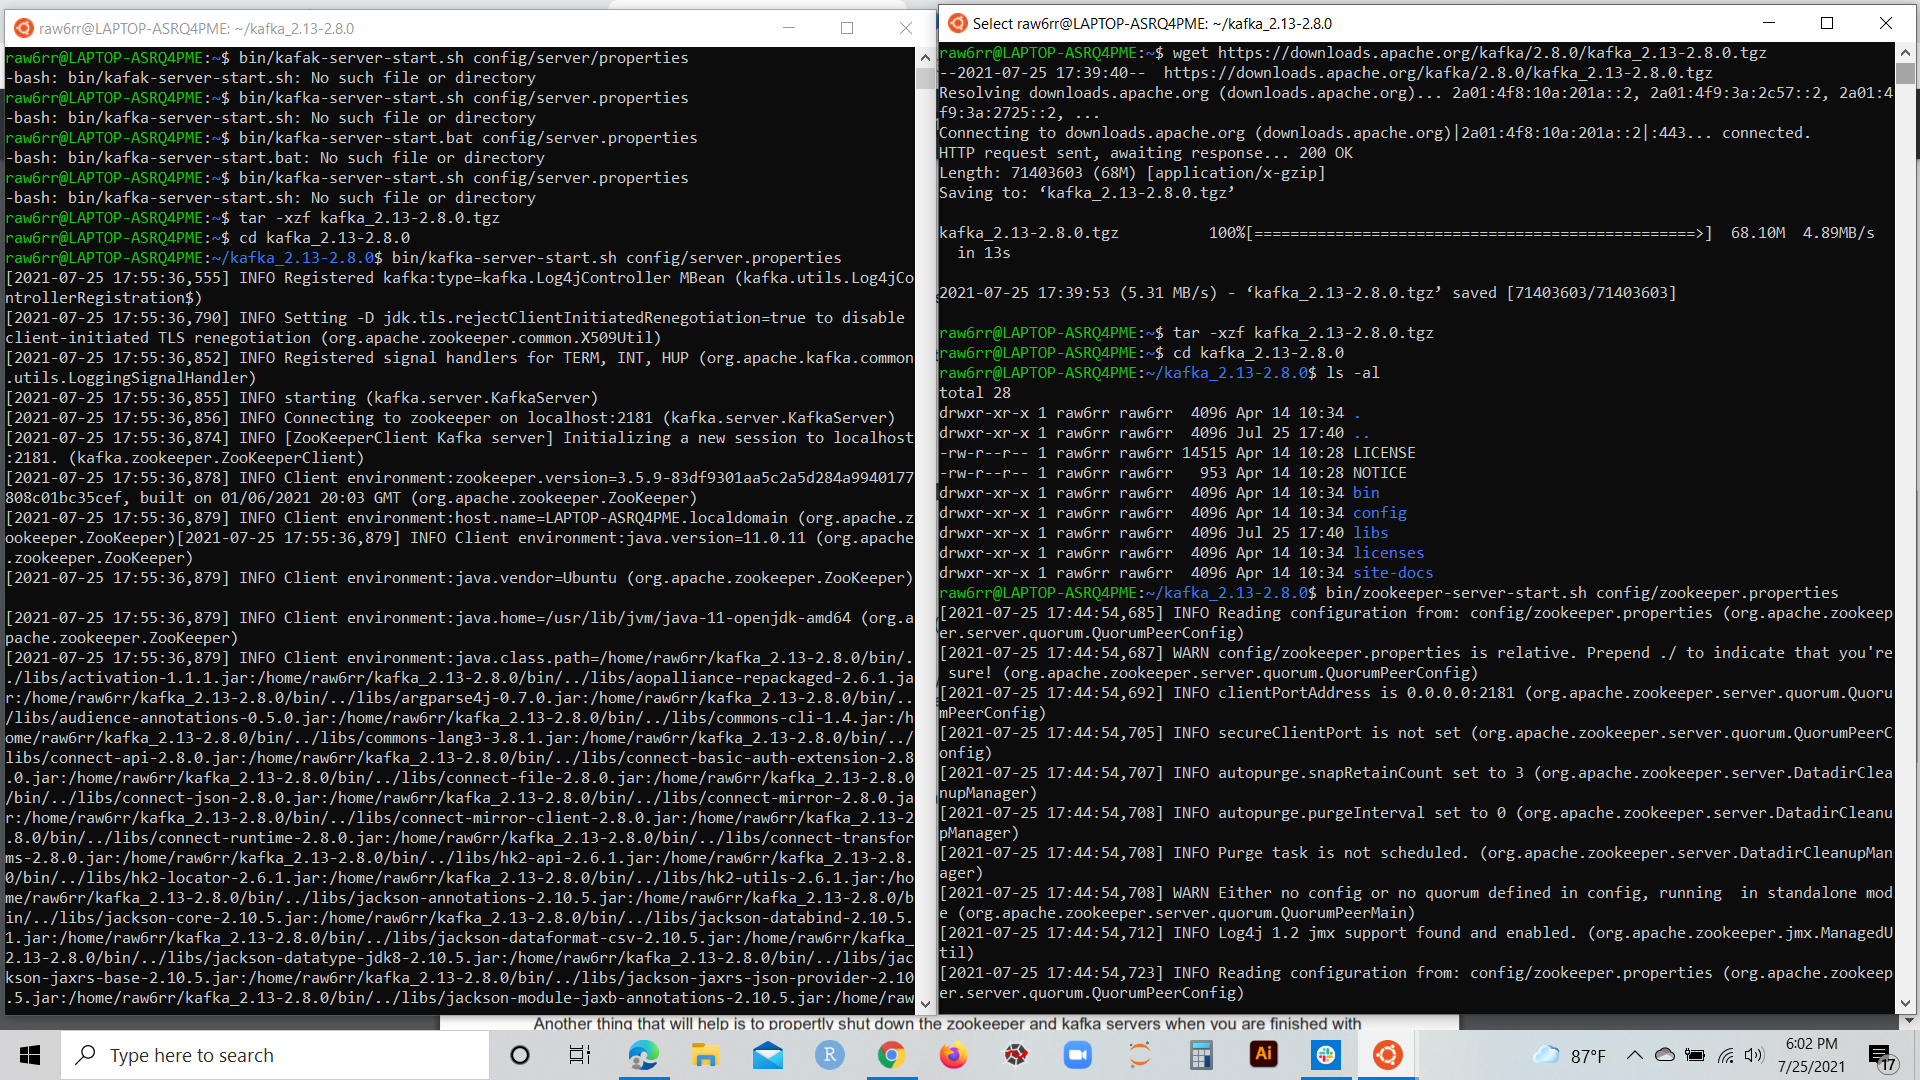 raw6rr@LAPTOP-ASRQ4PME: ~/kafka_2.13-2.8.0
raw6rr@LAPTOP-ASRQ4PME:~$ bin/kafak-server-start.sh config/server/properties
-bash: bin/kafak-server-start.sh: No such file or directory
raw6rr@LAPTOP-ASRQ4PME:~$ bin/kafka-server-start.sh config/server.properties
-bash: bin/kafka-server-start.sh: No such file or directory
raw6rr@LAPTOP-ASRQ4PME:~$ bin/kafka-server-start.bat config/server.properties
-bash: bin/kafka-server-start.bat: No such file or directory
raw6rr@LAPTOP-ASRQ4PME:~$ bin/kafka-server-start.sh config/server.properties
-bash: bin/kafka-server-start.sh: No such file or directory
raw6rr@LAPTOP-ASRQ4PME:~$ tar -xzf kafka_2.13-2.8.0.tgz
raw6rr@LAPTOP-ASRQ4PME:~$ cd kafka_2.13-2.8.0
raw6rr@LAPTOP-ASRQ4PME:~/kafka_2.13-2.8.0$ bin/kafka-server-start.sh config/server.properties
[2021-07-25 17:55:36,555] INFO Registered kafka:type=kafka.Log4jController MBean (kafka.utils.Log4jCo
ntrollerRegistration$)
[2021-07-25 17:55:36,790] INFO Setting -D jdk.tls.rejectClientInitiatedRenegotiation=true to disable
client-initiated TLS renegotiation (org.apache.zookeeper.common.X509Util)
[2021-07-25 17:55:36,852] INFO Registered signal handlers for TERM, INT, HUP (org.apache.kafka.common
.utils.LoggingSignalHandler)
[2021-07-25 17:55:36,855] INFO starting (kafka.server.KafkaServer)
[2021-07-25 17:55:36,856] INFO Connecting to zookeeper on localhost:2181 (kafka.server.KafkaServer)
[2021-07-25 17:55:36,874] INFO [ZooKeeperClient Kafka server] Initializing a new session to localhost
:2181. (kafka.zookeeper.ZooKeeperClient)
[2021-07-25 17:55:36,878] INFO Client environment:zookeeper.version=3.5.9-83df9301aa5c2a5d284a9940177
808c01bc35cef, built on 01/06/2021 20:03 GMT (org.apache.zookeeper.ZooKeeper)
[2021-07-25 17:55:36,879] INFO Client environment:host.name=LAPTOP-ASRQ4PME.localdomain (org.apache.z
ookeeper.ZooKeeper)[2021-07-25 17:55:36,879] INFO Client environment:java.version=11.0.11 (org.apache
.zookeeper.ZooKeeper)
[2021-07-25 17:55:36,879] INFO Client environment:java.vendor=Ubuntu (org.apache.zookeeper.ZooKeeper)
[2021-07-25 17:55:36,879] INFO Client environment:java.home=/usr/lib/jvm/java-11-openjdk-amd64 (org.a
pache.zookeeper.ZooKeeper)
[2021-07-25 17:55:36,879] INFO Client environment:java.class.path=/home/raw6rr/kafka_2.13-2.8.0/bin/.
./libs/activation-1.1.1.jar:/home/raw6rr/kafka_2.13-2.8.0/bin/../libs/aopalliance-repackaged-2.6.1.ja
r:/home/raw6rr/kafka_2.13-2.8.0/bin/../libs/argparse4j-0.7.0.jar:/home/raw6rr/kafka_2.13-2.8.0/bin/..
/libs/audience-annotations-0.5.0.jar:/home/raw6rr/kafka_2.13-2.8.0/bin/../libs/commons-cli-1.4.jar:/h
ome/raw6rr/kafka_2.13-2.8.0/bin/../libs/commons-lang3-3.8.1.jar:/home/raw6rr/kafka_2.13-2.8.0/bin/../
libs/connect-api-2.8.0.jar:/home/raw6rr/kafka_2.13-2.8.0/bin/../libs/connect-basic-auth-extension-2.8
.0.jar:/home/raw6rr/kafka_2.13-2.8.0/bin/../libs/connect-file-2.8.0.jar:/home/raw6rr/kafka_2.13-2.8.0
/bin/../libs/connect-json-2.8.0.jar:/home/raw6rr/kafka_2.13-2.8.0/bin/../libs/connect-mirror-2.8.0.ja
r:/home/raw6rr/kafka_2.13-2.8.0/bin/../libs/connect-mirror-client-2.8.0.jar:/home/raw6rr/kafka_2.13-2
.8.0/bin/../libs/connect-runtime-2.8.0.jar:/home/raw6rr/kafka_2.13-2.8.0/bin/../libs/connect-transfor
ms-2.8.0.jar:/home/raw6rr/kafka_2.13-2.8.0/bin/../libs/hk2-api-2.6.1.jar:/home/raw6rr/kafka_2.13-2.8.
0/bin/../libs/hk2-locator-2.6.1.jar:/home/raw6rr/kafka_2.13-2.8.0/bin/../libs/hk2-utils-2.6.1.jar:/ho
me/raw6rr/kafka_2.13-2.8.0/bin/../libs/jackson-annotations-2.10.5.jar:/home/raw6rr/kafka_2.13-2.8.0/b
in/../libs/jackson-core-2.10.5.jar:/home/raw6rr/kafka_2.13-2.8.0/bin/../libs/jackson-databind-2.10.5.
1.jar:/home/raw6rr/kafka_2.13-2.8.0/bin/../libs/jackson-dataformat-csv-2.10.5.jar:/home/raw6rr/kafka_
2.13-2.8.0/bin/../libs/jackson-datatype-jdk8-2.10.5.jar:/home/raw6rr/kafka_2.13-2.8.0/bin/../libs/jac
kson-jaxrs-base-2.10.5.jar:/home/raw6rr/kafka_2.13-2.8.0/bin/../libs/jackson-jaxrs-json-provider-2.10
.5.jar:/home/raw6rr/kafka_2.13-2.8.0/bin/../libs/jackson-module-jaxb-annotations-2.10.5.jar:/home/raw
Select raw6rr@LAPTOP-ASRQ4PME: ~/kafka_2.13-2.8.0
raw6rr@LAPTOP-ASRQ4PME:~$ wget https://downloads.apache.org/kafka/2.8.0/kafka_2.13-2.8.0.tgz
--2021-07-25 17:39:40--  https://downloads.apache.org/kafka/2.8.0/kafka_2.13-2.8.0.tgz
Resolving downloads.apache.org (downloads.apache.org)... 2a01:4f8:10a:201a::2, 2a01:4f9:3a:2c57::2, 2a01:4
f9:3a:2725::2, ...
Connecting to downloads.apache.org (downloads.apache.org)|2a01:4f8:10a:201a::2|:443... connected.
HTTP request sent, awaiting response... 200 OK
Length: 71403603 (68M) [application/x-gzip]
Saving to: ‘kafka_2.13-2.8.0.tgz’
kafka_2.13-2.8.0.tgz          100%[=================================================>]  68.10M  4.89MB/s
in 13s
2021-07-25 17:39:53 (5.31 MB/s) - ‘kafka_2.13-2.8.0.tgz’ saved [71403603/71403603]
raw6rr@LAPTOP-ASRQ4PME:~$ tar -xzf kafka_2.13-2.8.0.tgz
raw6rr@LAPTOP-ASRQ4PME:~$ cd kafka_2.13-2.8.0
raw6rr@LAPTOP-ASRQ4PME:~/kafka_2.13-2.8.0$ ls -al
total 28
drwxr-xr-x 1 raw6rr raw6rr  4096 Apr 14 10:34 .
drwxr-xr-x 1 raw6rr raw6rr  4096 Jul 25 17:40 ..
-rw-r--r-- 1 raw6rr raw6rr 14515 Apr 14 10:28 LICENSE
-rw-r--r-- 1 raw6rr raw6rr   953 Apr 14 10:28 NOTICE
drwxr-xr-x 1 raw6rr raw6rr  4096 Apr 14 10:34 bin
drwxr-xr-x 1 raw6rr raw6rr  4096 Apr 14 10:34 config
drwxr-xr-x 1 raw6rr raw6rr  4096 Jul 25 17:40 libs
drwxr-xr-x 1 raw6rr raw6rr  4096 Apr 14 10:34 licenses
drwxr-xr-x 1 raw6rr raw6rr  4096 Apr 14 10:34 site-docs
raw6rr@LAPTOP-ASRQ4PME:~/kafka_2.13-2.8.0$ bin/zookeeper-server-start.sh config/zookeeper.properties
[2021-07-25 17:44:54,685] INFO Reading configuration from: config/zookeeper.properties (org.apache.zookeep
er.server.quorum.QuorumPeerConfig)
[2021-07-25 17:44:54,687] WARN config/zookeeper.properties is relative. Prepend ./ to indicate that you're
sure! (org.apache.zookeeper.server.quorum.QuorumPeerConfig)
[2021-07-25 17:44:54,692] INFO clientPortAddress is 0.0.0.0:2181 (org.apache.zookeeper.server.quorum.Quoru
mPeerConfig)
[2021-07-25 17:44:54,705] INFO secureClientPort is not set (org.apache.zookeeper.server.quorum.QuorumPeerC
onfig)
[2021-07-25 17:44:54,707] INFO autopurge.snapRetainCount set to 3 (org.apache.zookeeper.server.DatadirClea
nupManager)
[2021-07-25 17:44:54,708] INFO autopurge.purgeInterval set to 0 (org.apache.zookeeper.server.DatadirCleanu
pManager)
[2021-07-25 17:44:54,708] INFO Purge task is not scheduled. (org.apache.zookeeper.server.DatadirCleanupMan
ager)
[2021-07-25 17:44:54,708] WARN Either no config or no quorum defined in config, running  in standalone mod
e (org.apache.zookeeper.server.quorum.QuorumPeerMain)
[2021-07-25 17:44:54,712] INFO Log4j 1.2 jmx support found and enabled. (org.apache.zookeeper.jmx.ManagedU
til)
[2021-07-25 17:44:54,723] INFO Reading configuration from: config/zookeeper.properties (org.apache.zookeep
er.server.quorum.QuorumPeerConfig)
Another thing that will help is to propertly shut down the zookeeper and kafka servers when you are finished with
Type here to search
R
Ai
87°F
6:02 PM
7/25/2021
17